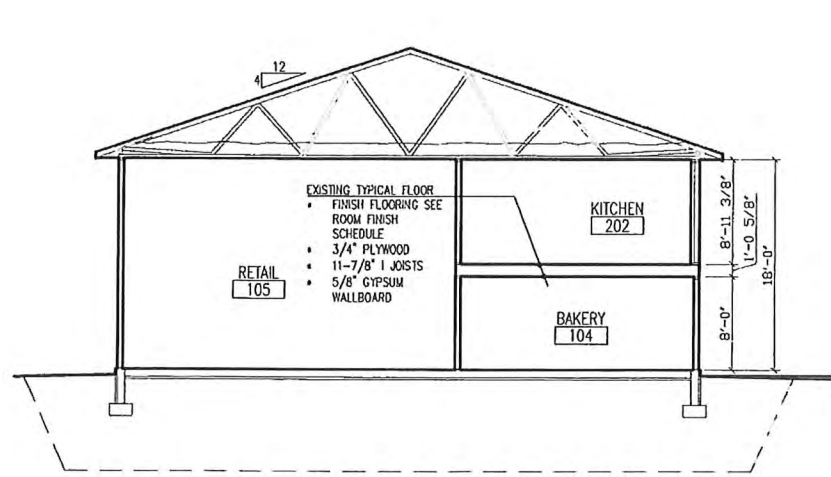 12
4
EXISTING TYPICAL FLOOR
• FINISH FLOORING SEE
ROOM FINISH
SCHEDULE
• 3/4" PLYWOOD
• 11-7/8" I JOISTS
• 5/8" GYPSUM
WALLBOARD
RETAIL
105
KITCHEN
202
BAKERY
104
8'-11 3/8"
1'-0 5/8"
18'-0"
8'-0"